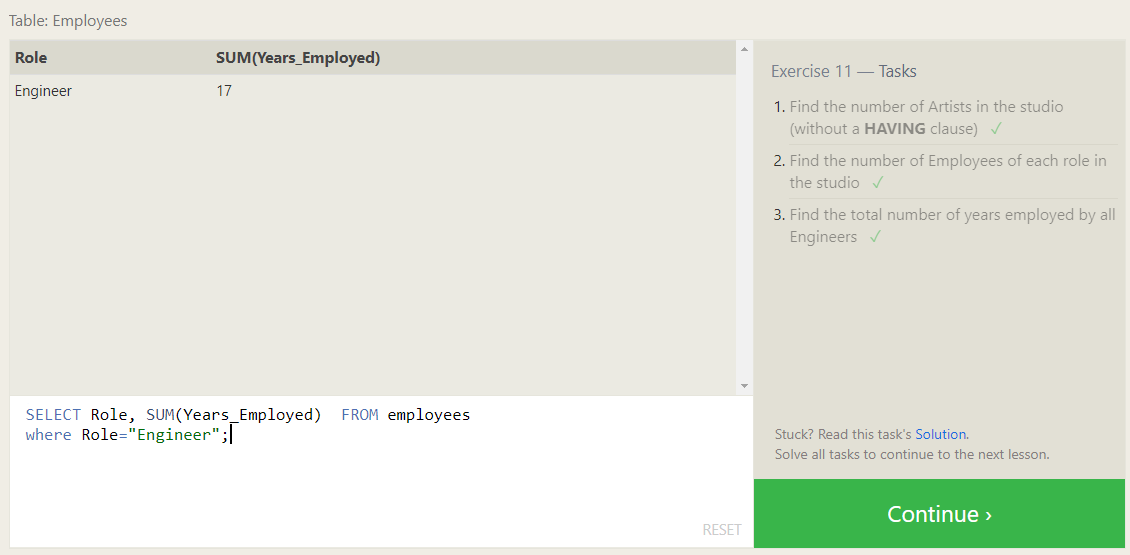 Table: Employees
Role SUM(Years_Employed)
Engineer 17
SELECT Role, SUM(Years_Employed)  FROM employees
where Role="Engineer";
RESET
Exercise 11 — Tasks
1. Find the number of Artists in the studio
(without a HAVING clause) ✓
2. Find the number of Employees of each role in
the studio ✓
3. Find the total number of years employed by all
Engineers ✓
Stuck? Read this task's Solution.
Solve all tasks to continue to the next lesson.
Continue ›